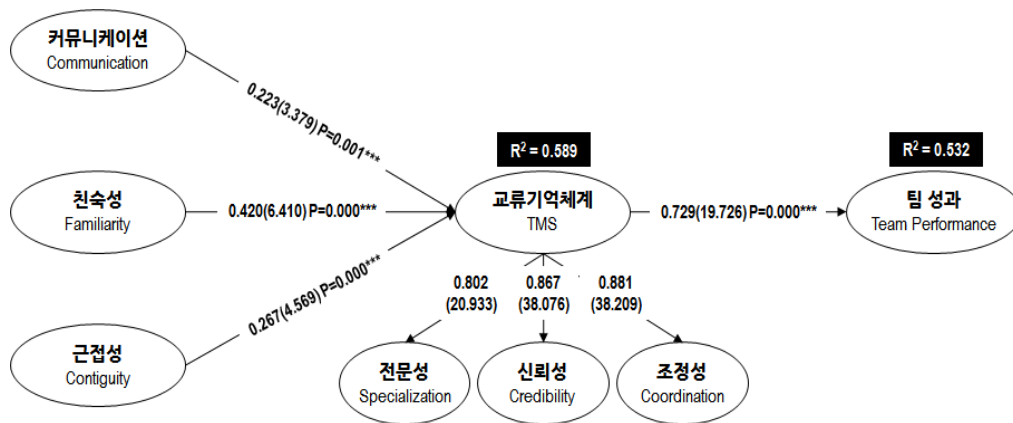 커뮤니케이션
Communication
0.223(3.379) P=0.001***
R² = 0.589
R² = 0.532
친숙성
Familiarity
0.420(6.410) P=0.000***
교류기억체계
TMS
0.729(19.726) P=0.000***
팀 성과
Team Performance
0.267(4.569) P=0.000***
0.802 0.867 0.881
(20.933) (38.076) (38.209)
근접성
Contiguity
전문성 신뢰성 조정성
Specialization Credibility Coordination